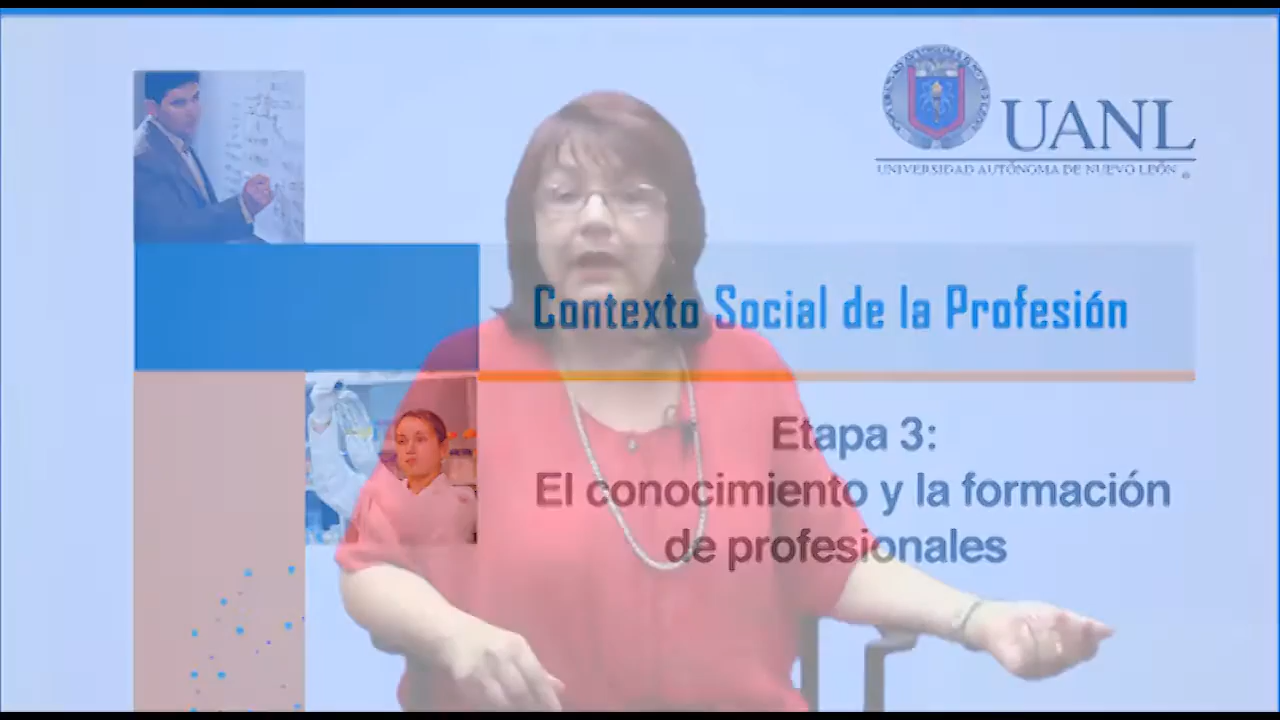 UANL
UNIVERSIDAD AUTÓNOMA DE NUEVO LEÓN
Contexto Social de la Profesión
Etapa 3:
El conocimiento y la formación
de profesionales